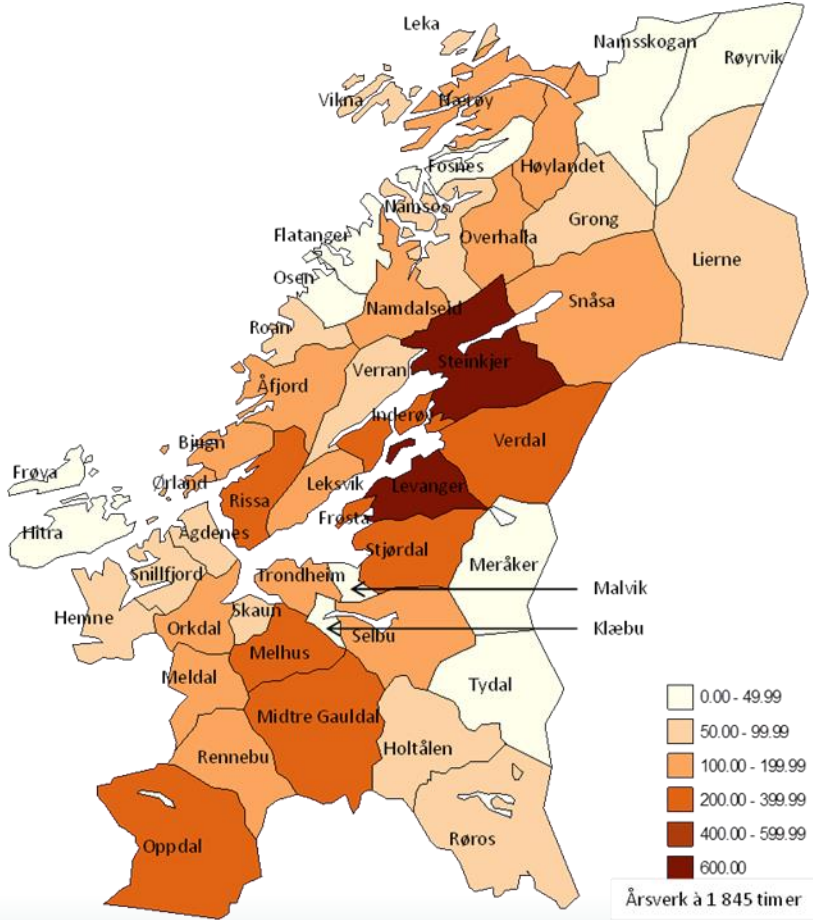 Leka
Namsskogan
Røyrvik
Vikna
Nærøy
Fosnes
Høylandet
Namsos
Grong
Flatanger
Overhalla
Lierne
Osen
Snåsa
Namdalseid
Roan
Steinkjer
Verran
Åfjord
Inderøy
Verdal
Bjugn
Frøya
Ørland
Leksvik
Levanger
Rissa
Frosta
Hitra
Agdenes
Stjørdal
Meråker
Snillfjord
Trondheim
Malvik
Hemne
Skaun
Orkdal
Klæbu
Selbu
Melhus
Meldal
Tydal
Midtre Gauldal
Holtålen
Rennebu
Røros
Oppdal
0.00 - 49.99
50.00 - 99.99
100.00 - 199.99
200.00 - 399.99
400.00 - 599.99
600.00
Årsverk à 1 845 timer